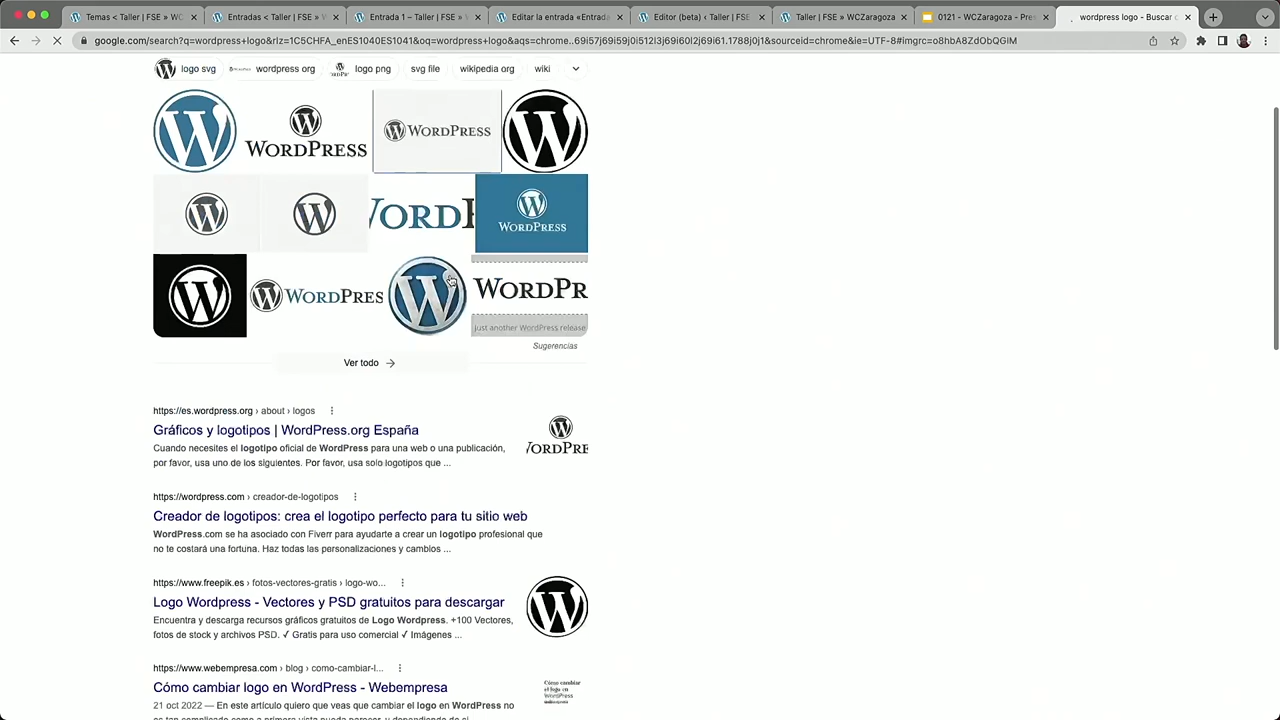 Temas < Taller | FSE » WC
Entradas < Taller | FSE » W
Entrada 1 – Taller | FSE »
Editar la entrada «Entrada
Editor (beta) < Taller | FSE
Taller | FSE » WCZaragoza
0121 - WCZaragoza - Pre
wordpress logo - Buscar c
google.com/search?q=wordpress+logo&rlz=1C5CHFA_enES1040ES1041&oq=wordpress+logo&aqs=chrome..69i57j69i59j0i512l3j69i60l2j69i61.1788j0j1&sourceid=chrome&ie=UTF-8#imgrc=o8hbA8ZdObQGIM
logo svg
wordpress org
logo png
svg file
wikipedia org
wiki
WORDPRESS
WORDPRESS
WORDP
WORDPRESS
WORDPRES
WORDPR
just another WordPress release
Sugerencias
Ver todo
https://es.wordpress.org › about › logos
Gráficos y logotipos | WordPress.org España
Cuando necesites el logotipo oficial de WordPress para una web o una publicación,
por favor, usa uno de los siguientes. Por favor, usa solo logotipos que ...
WORDPRE
https://wordpress.com › creador-de-logotipos
Creador de logotipos: crea el logotipo perfecto para tu sitio web
WordPress.com se ha asociado con Fiverr para ayudarte a crear un logotipo profesional que
no te costará una fortuna. Haz todas las personalizaciones y cambios ...
https://www.freepik.es › fotos-vectores-gratis › logo-wo...
Logo Wordpress - Vectores y PSD gratuitos para descargar
Encuentra y descarga recursos gráficos gratuitos de Logo Wordpress. +100 Vectores,
fotos de stock y archivos PSD. ✓ Gratis para uso comercial ✓ Imágenes ...
https://www.webempresa.com › blog › como-cambiar-l...
Cómo cambiar logo en WordPress - Webempresa
Cómo cambiar
el logo en
WordPress
21 oct 2022 — En este artículo quiero que veas que cambiar el logo en WordPress no